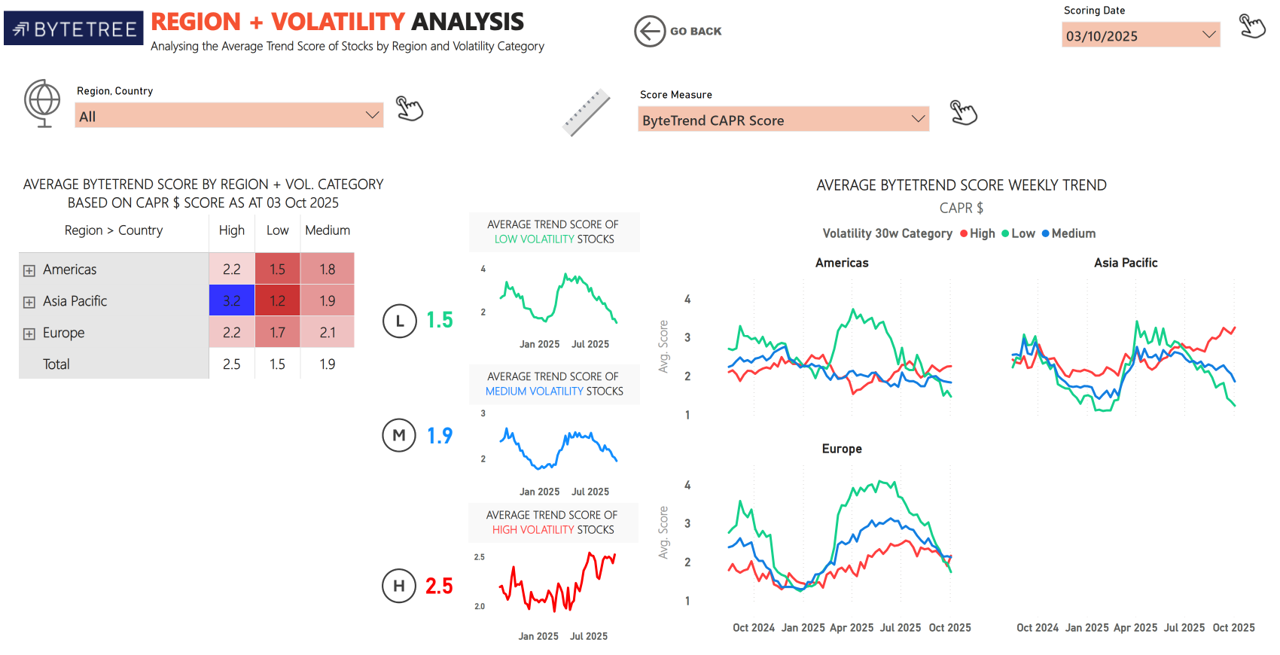 BYTETREE
REGION + VOLATILITY ANALYSIS
Analysing the Average Trend Score of Stocks by Region and Volatility Category
GO BACK
Scoring Date
03/10/2025
Region, Country
All
Score Measure
ByteTrend CAPR Score
AVERAGE BYTETREND SCORE BY REGION + VOL. CATEGORY
BASED ON CAPR $ SCORE AS AT 03 Oct 2025
Region > Country High Low Medium
Americas 2.2 1.5 1.8
Asia Pacific 3.2 1.2 1.9
Europe 2.2 1.7 2.1
Total 2.5 1.5 1.9
AVERAGE TREND SCORE OF
LOW VOLATILITY STOCKS
L 1.5
4
2
Jan 2025 Jul 2025
AVERAGE TREND SCORE OF
MEDIUM VOLATILITY STOCKS
M 1.9
3
2
Jan 2025 Jul 2025
AVERAGE TREND SCORE OF
HIGH VOLATILITY STOCKS
H 2.5
2.5
2.0
Jan 2025 Jul 2025
AVERAGE BYTETREND SCORE WEEKLY TREND
CAPR $
Volatility 30w Category High Low Medium
Americas
Asia Pacific
Avg. Score
4
3
2
1
Europe
Avg. Score
4
3
2
1
Oct 2024 Jan 2025 Apr 2025 Jul 2025 Oct 2025
Oct 2024 Jan 2025 Apr 2025 Jul 2025 Oct 2025